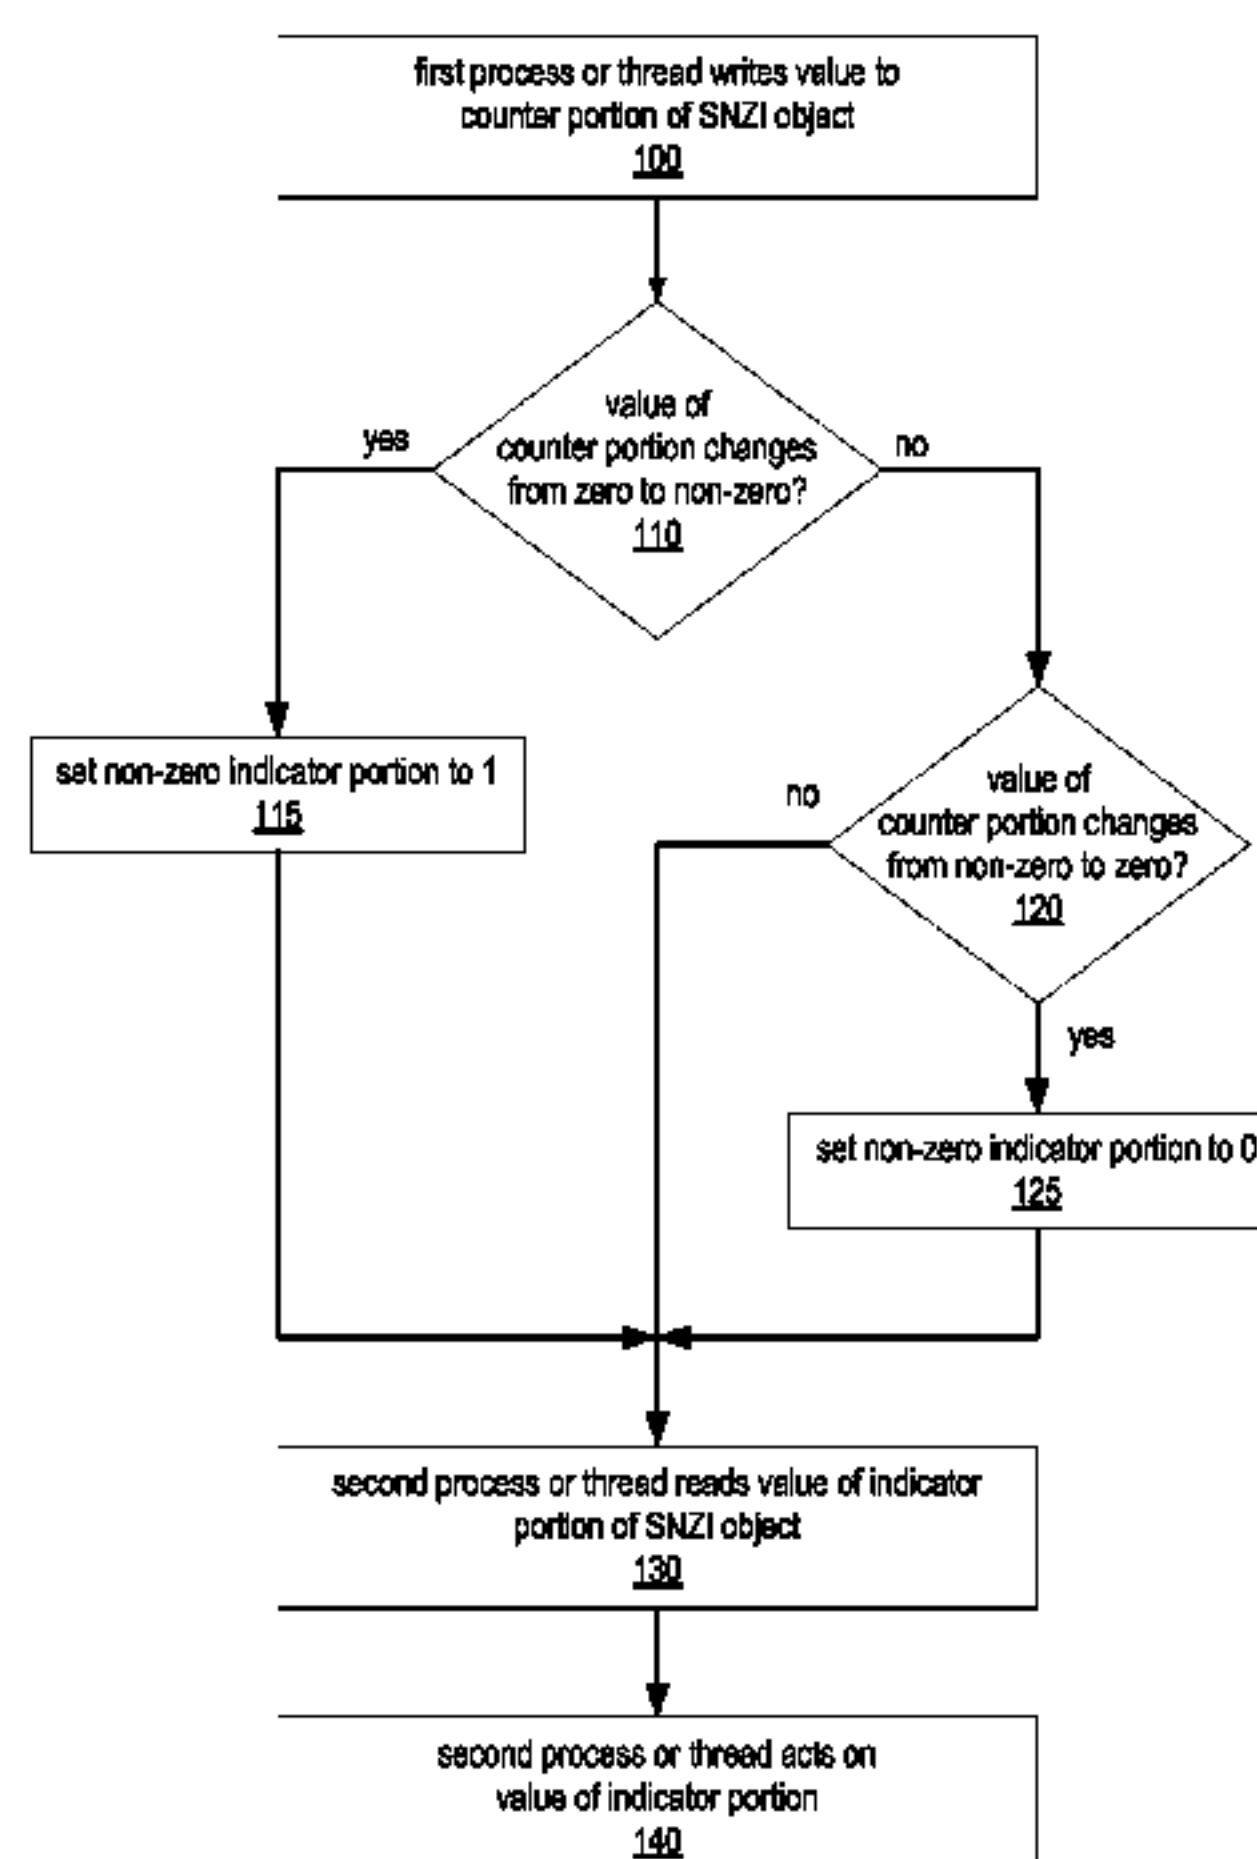 first process or thread writes value to
counter portion of SNZI object
100
value of
counter portion changes
from zero to non-zero?
110
yes
no
set non-zero indicator portion to 1
115
no
value of
counter portion changes
from non-zero to zero?
120
yes
set non-zero indicator portion to 0
125
second process or thread reads value of indicator
portion of SNZI object
130
second process or thread acts on
value of indicator portion
140